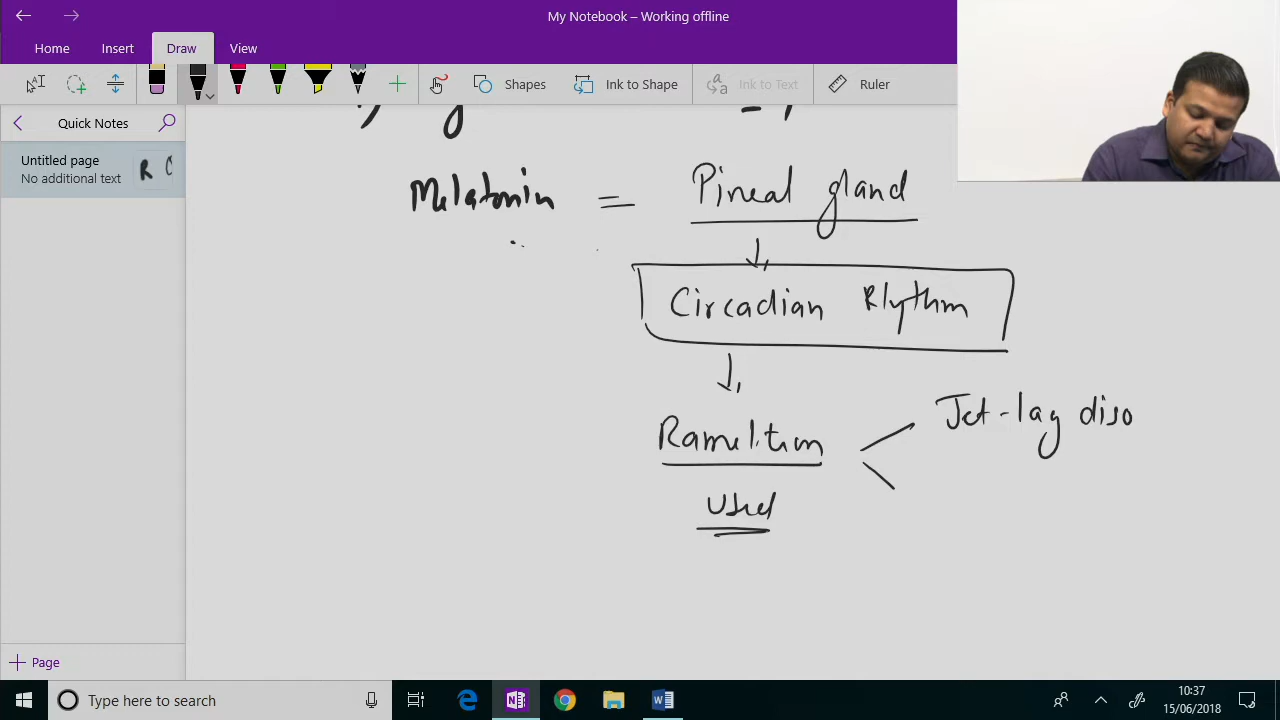 My Notebook – Working offline
Home Insert Draw View
Shapes Ink to Shape Ink to Text Ruler
Quick Notes
Untitled page
No additional text
Melatonin = Pineal gland
Circadian Rhythm
Ramelitum
Jet-lag diso
Used
Page
Type here to search
10:37
15/06/2018